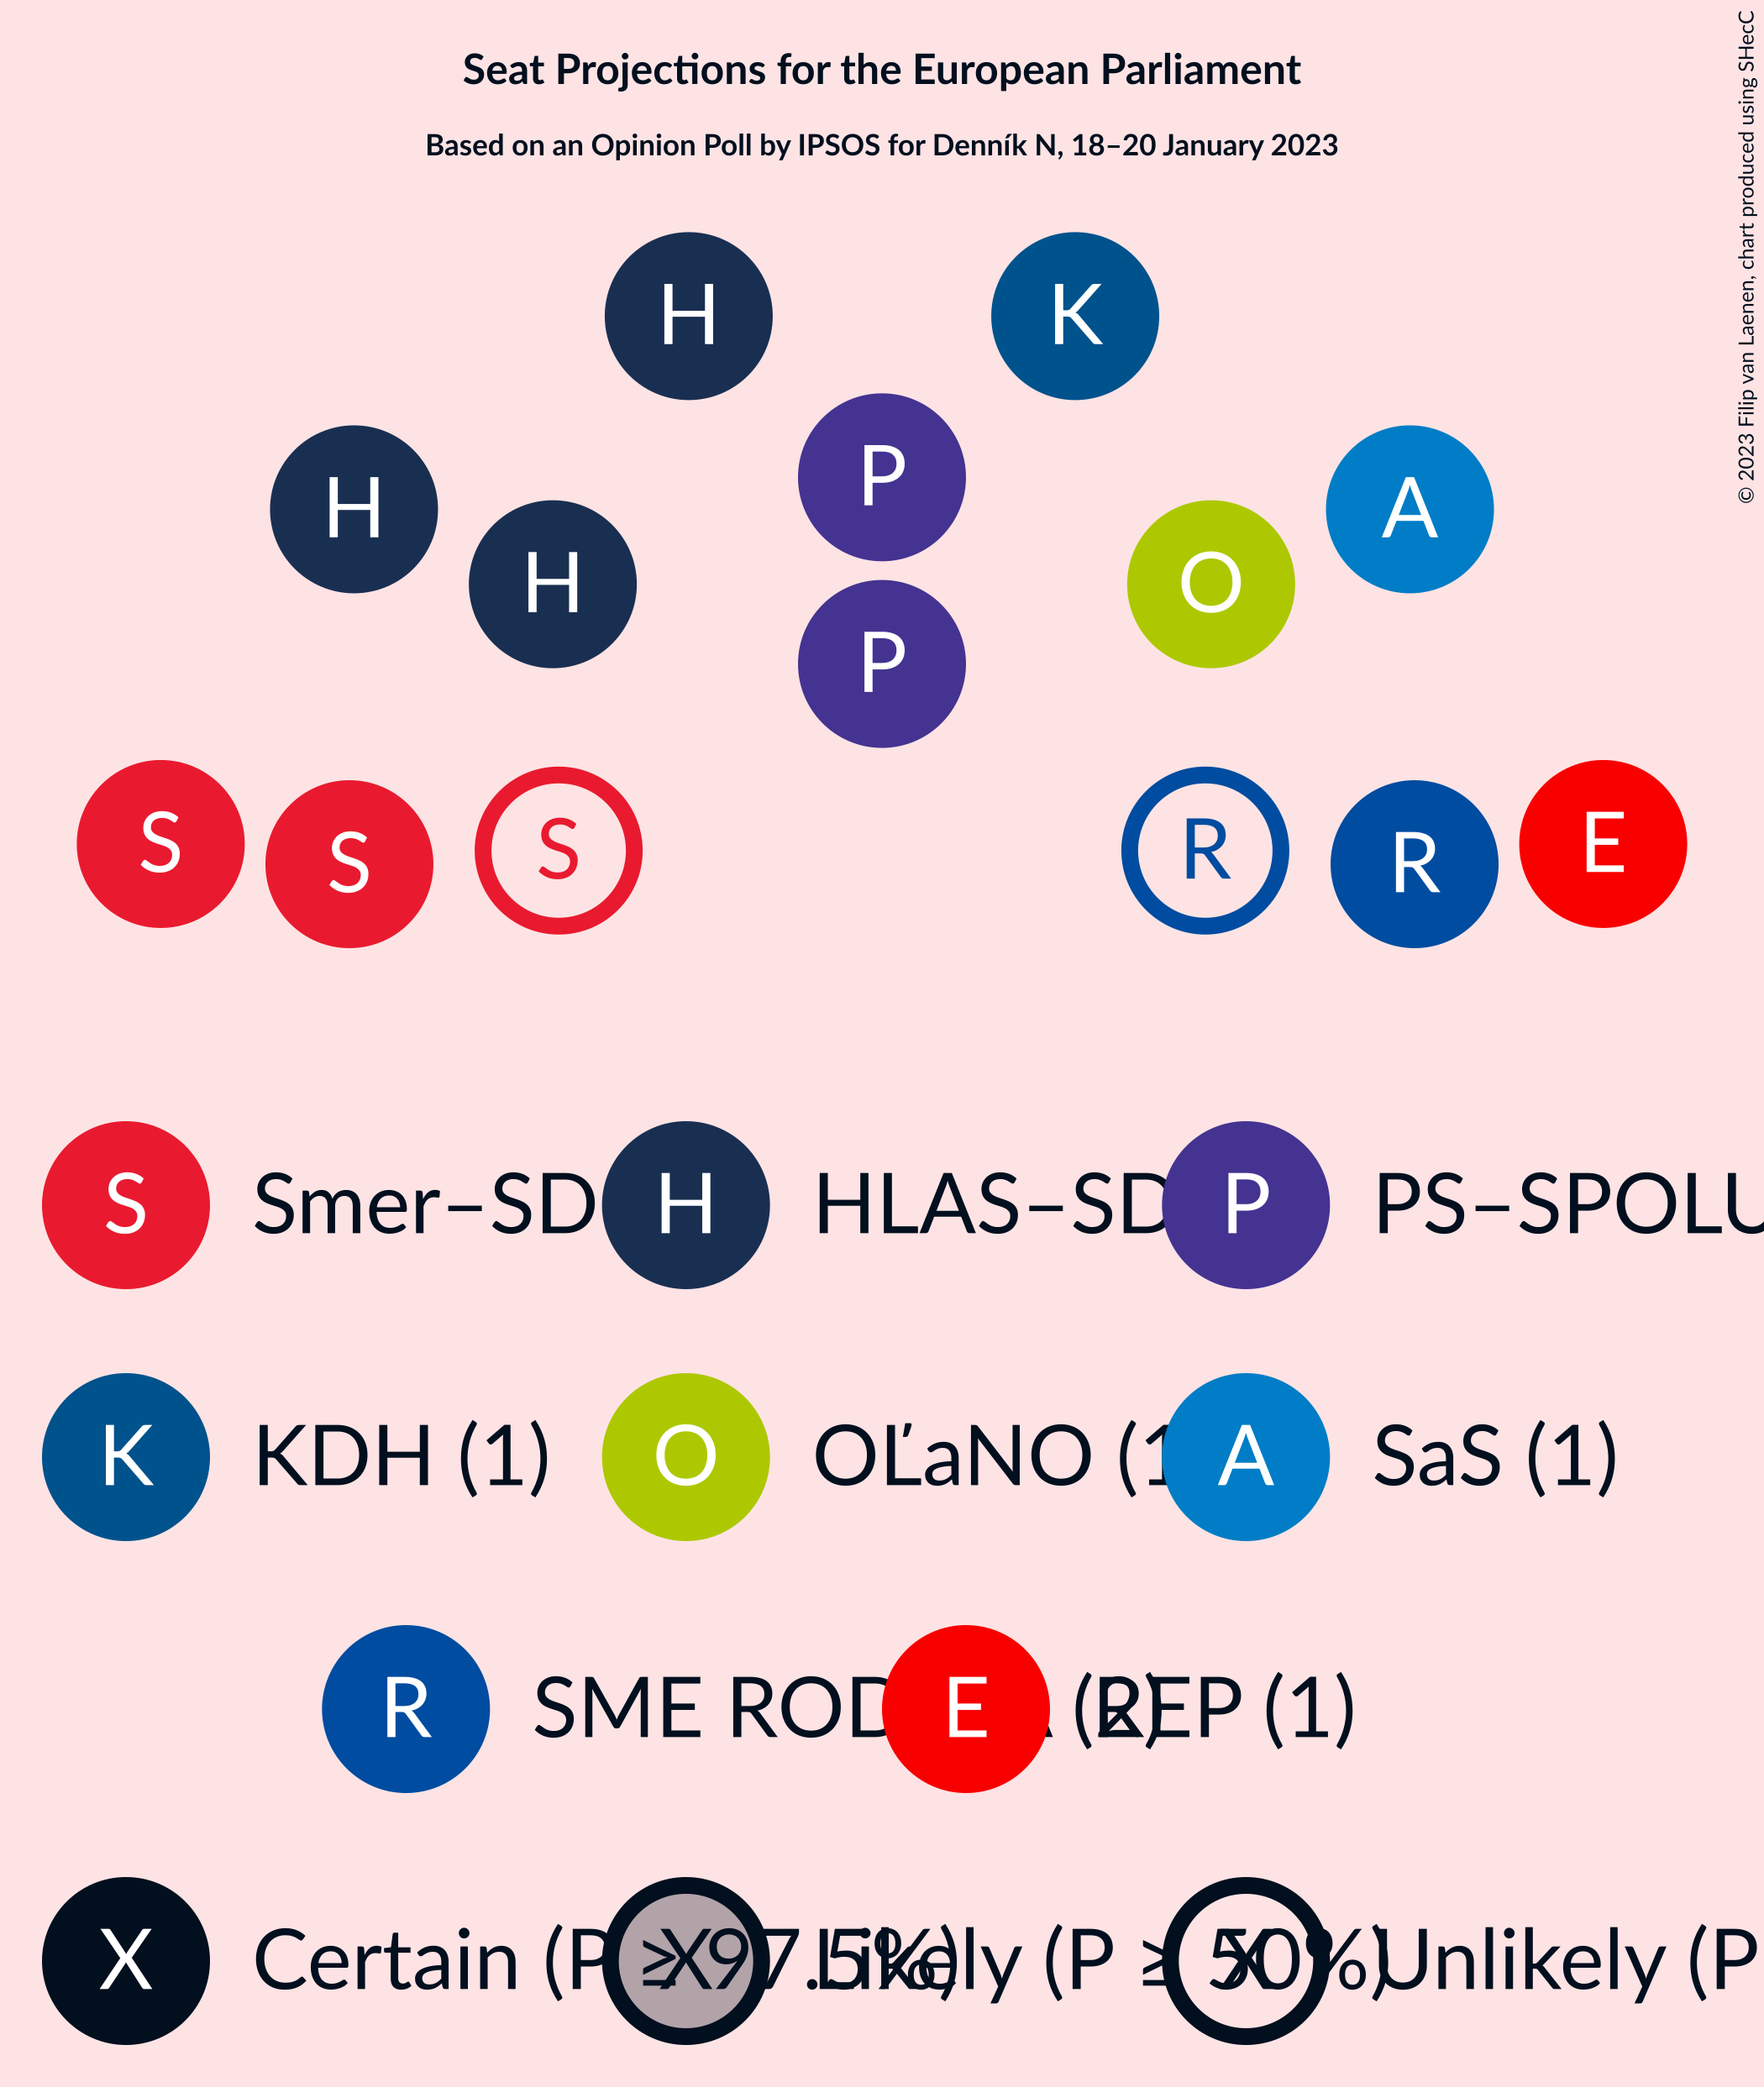 Seat Projections for the European Parliament
Based on an Opinion Poll by IPSOS for Denník N, 18–20 January 2023
© 2023 Filip van Laenen, chart produced using SHecC
H K
P
H A
H O
P
S E
S S R R
S Smer–SD H HLAS–SD P PS–SPOLU
K KDH (1) O OĽaNO (1 A SaS (1)
R SME ROD E (2) REP (1)
X Certain (P ≥ 97.5%) X Likely (P ≥ 50%) X Unlikely (P